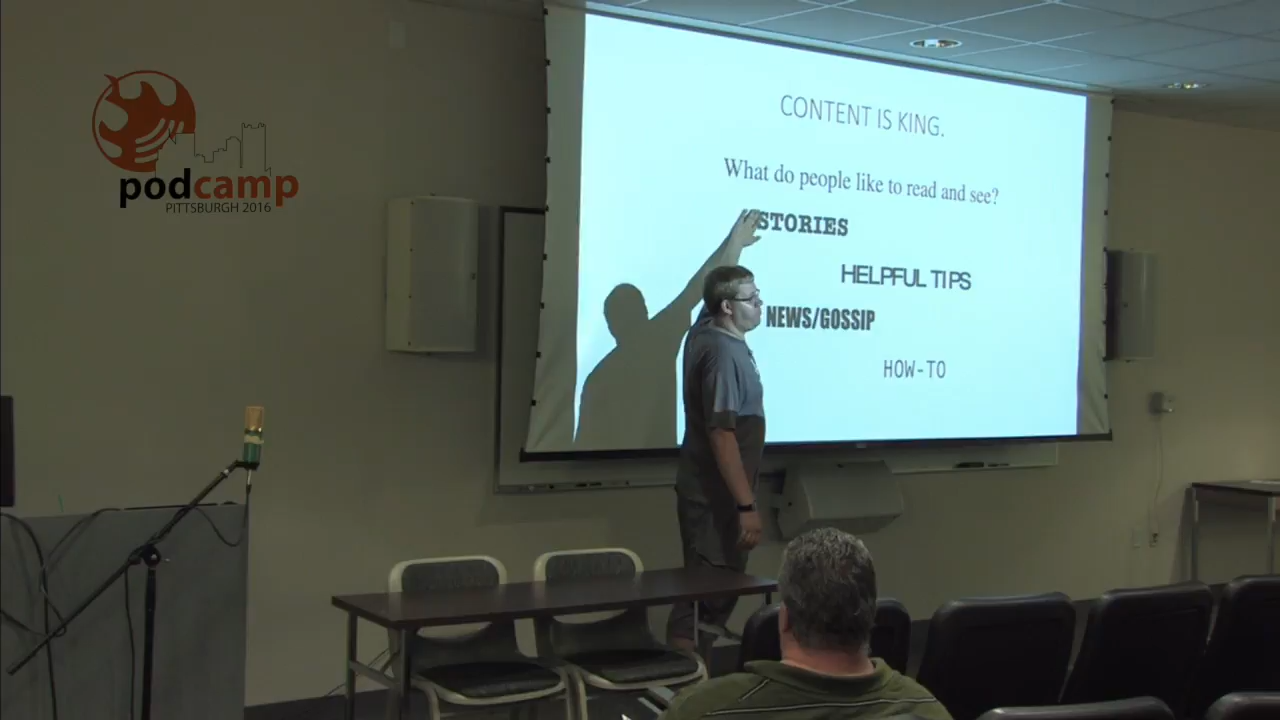 podcamp
PITTSBURGH 2016
CONTENT IS KING.
What do people like to read and see?
STORIES
HELPFUL TIPS
NEWS/GOSSIP
HOW-TO